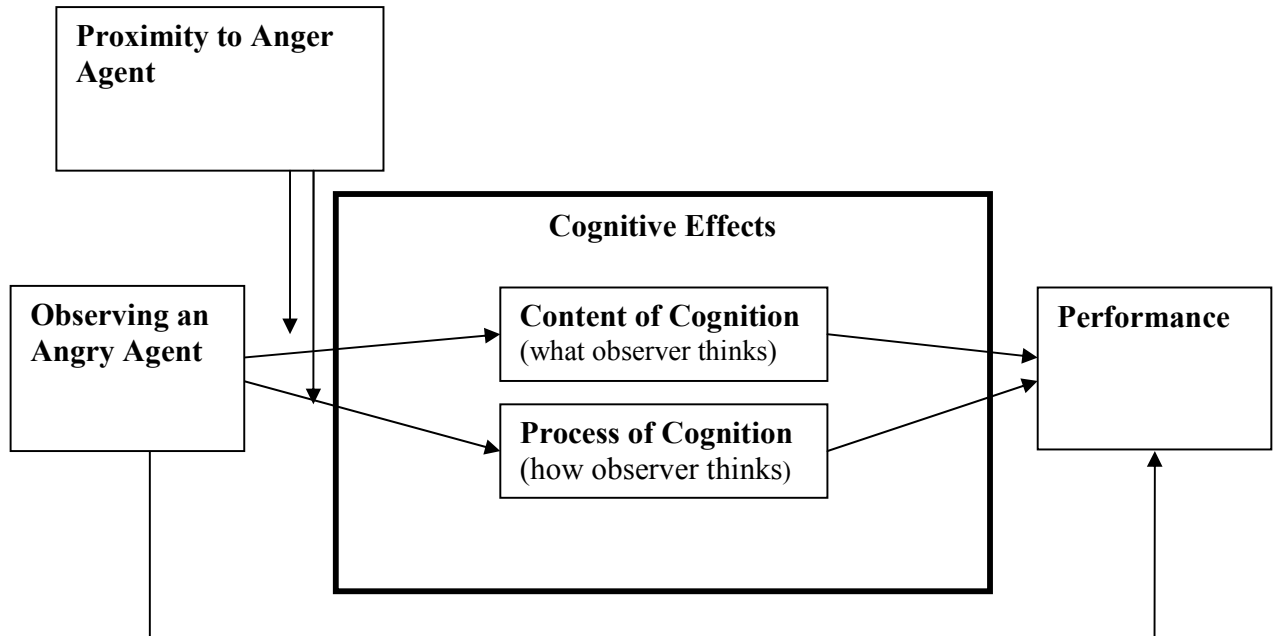 Proximity to Anger
Agent
Cognitive Effects
Observing an
Angry Agent
Content of Cognition
(what observer thinks)
Process of Cognition
(how observer thinks)
Performance